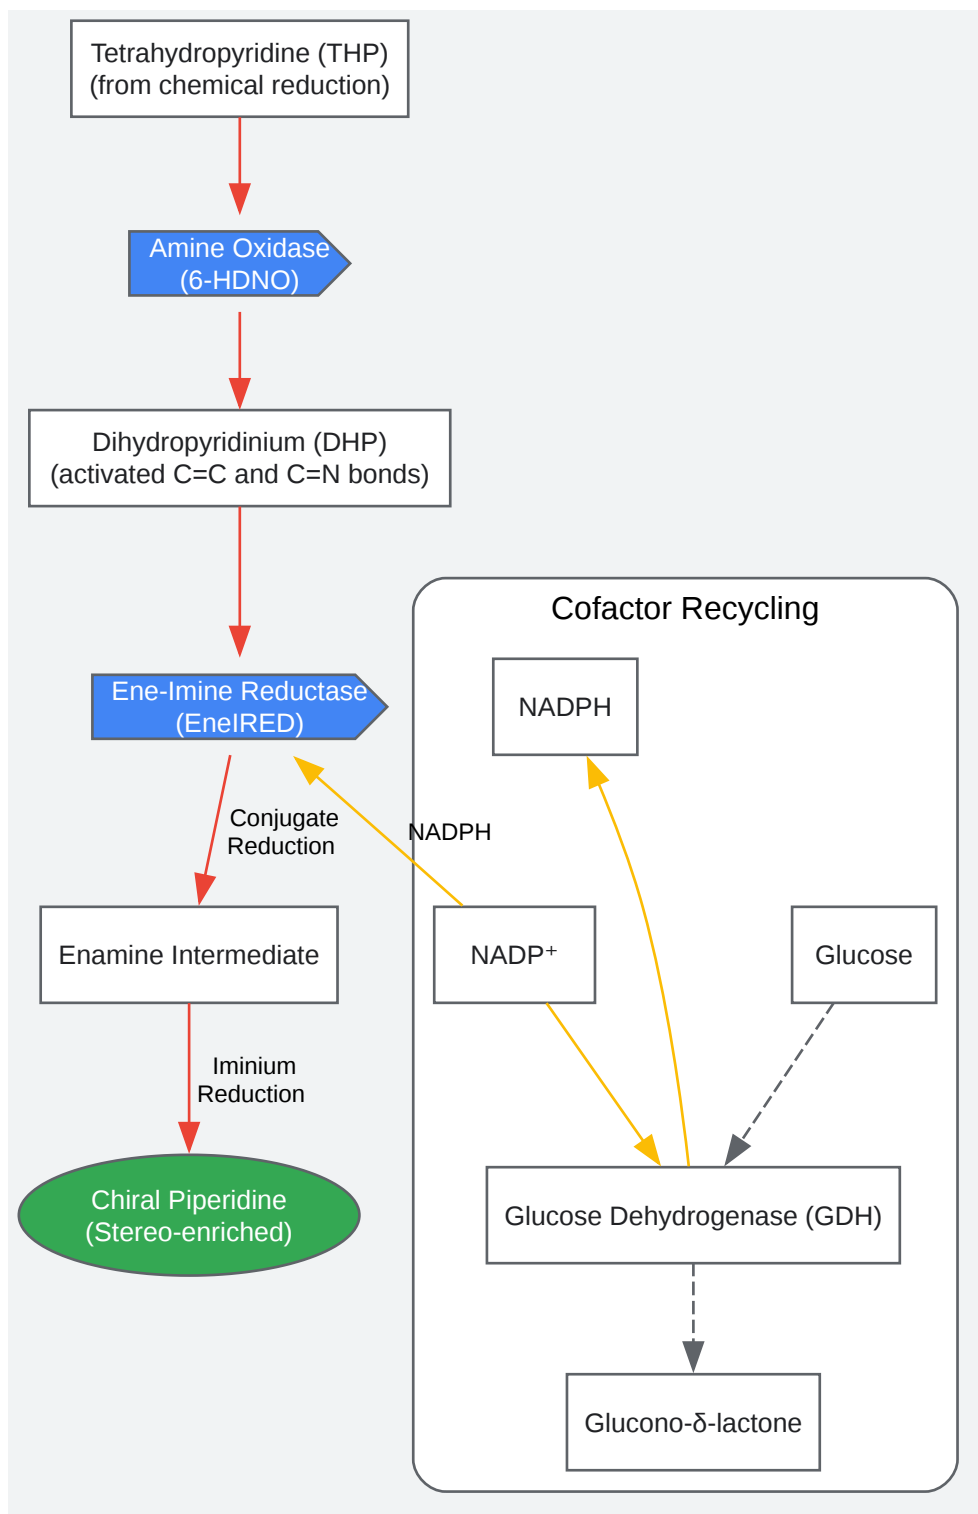 Tetrahydropyridine (THP)
(from chemical reduction)
Amine Oxidase
(6-HDNO)
Dihydropyridinium (DHP)
(activated C=C and C=N bonds)
Cofactor Recycling
NADPH
Ene-Imine Reductase
(EneIRED)
Conjugate
Reduction
NADPH
Enamine Intermediate
NADP⁺
Glucose
Iminium
Reduction
Chiral Piperidine
(Stereo-enriched)
Glucose Dehydrogenase (GDH)
Glucono-δ-lactone